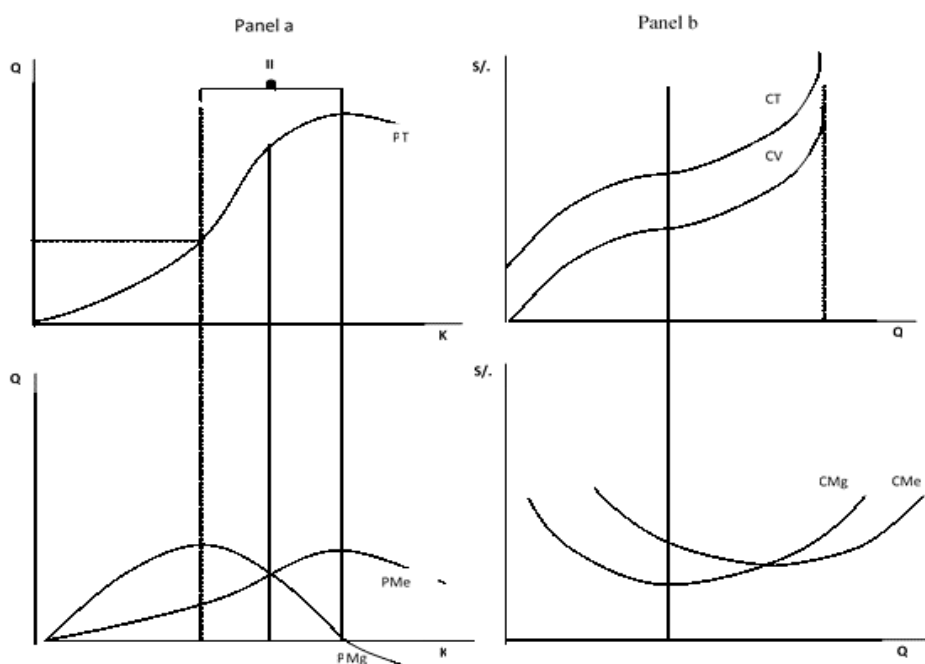 Panel a
Panel b
Q
II
PT
K
S/.
CT
CV
Q
Q
PMe
PMg
K
S/.
CMg
CMe
Q